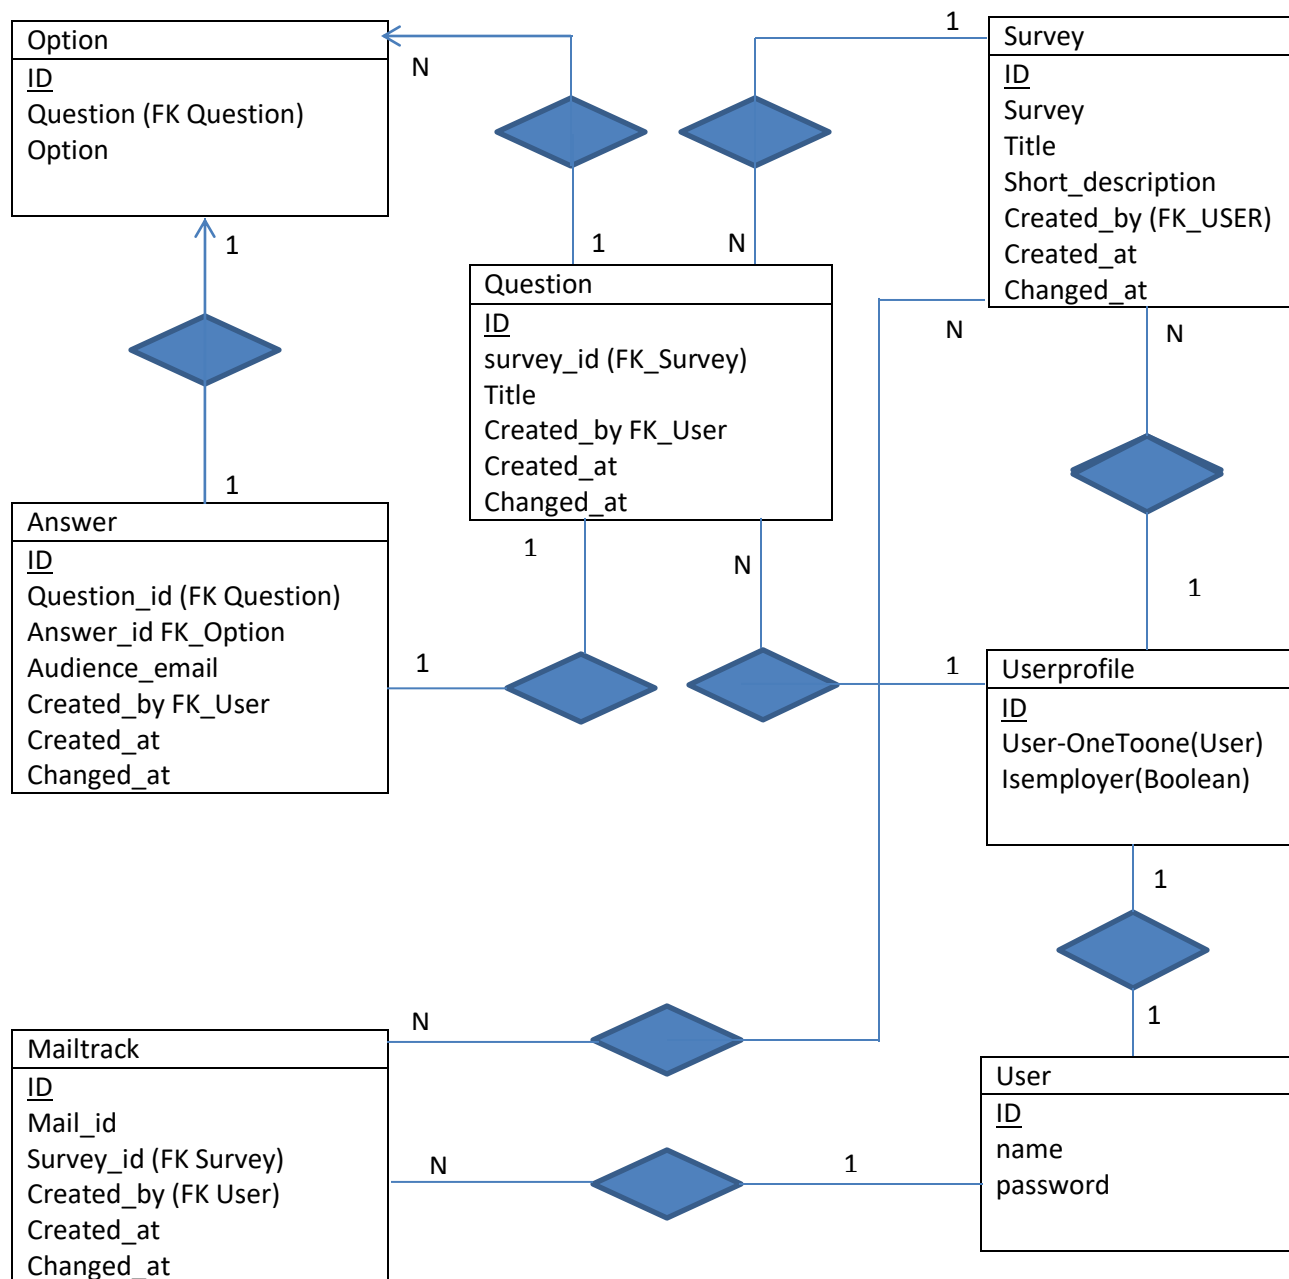 Option
ID
Question (FK Question)
Option
N
1
Survey
ID
Survey
Title
Short_description
Created_by (FK_USER)
Created_at
Changed_at
1
1
N
Question
ID
survey_id (FK_Survey)
Title
Created_by FK_User
Created_at
Changed_at
N
N
1
1
Answer
ID
Question_id (FK Question)
Answer_id FK_Option
Audience_email
Created_by FK_User
Created_at
Changed_at
1
N
1
1
1
Userprofile
ID
User-OneToone(User)
Isemployer(Boolean)
1
1
N
Mailtrack
ID
Mail_id
Survey_id (FK Survey)
Created_by (FK User)
Created_at
Changed_at
N
1
User
ID
name
password